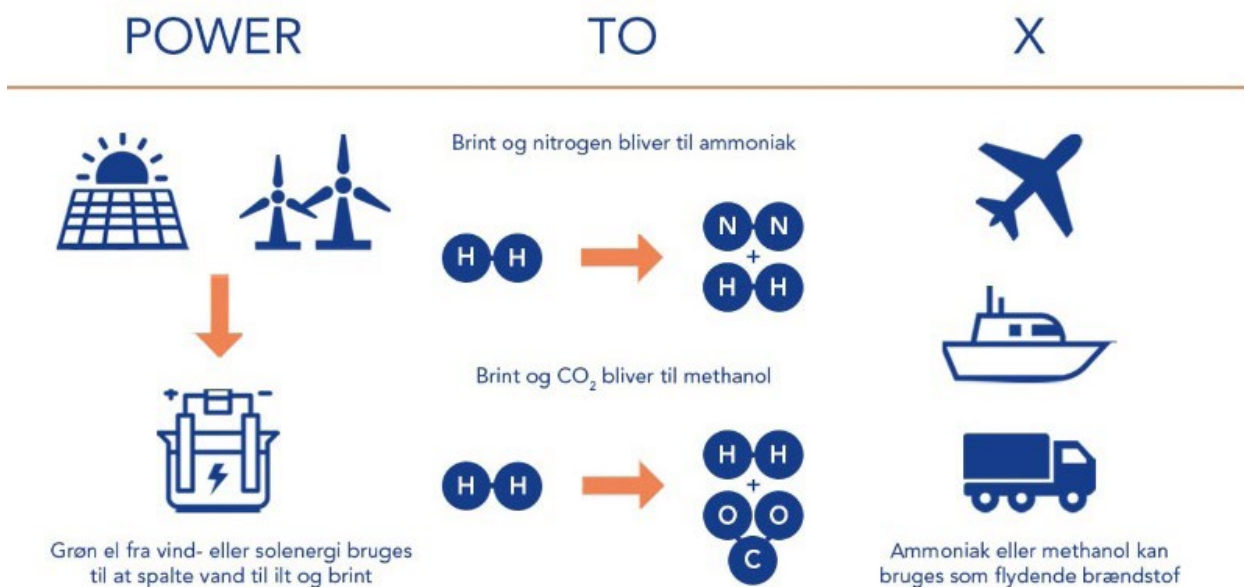 POWER
TO
X
Grøn el fra vind- eller solenergi bruges
til at spalte vand til ilt og brint
Brint og nitrogen bliver til ammoniak
H H
N N
+
H H
Brint og CO₂ bliver til methanol
H H
H H
+
O O
C
Ammoniak eller methanol kan
bruges som flydende brændstof